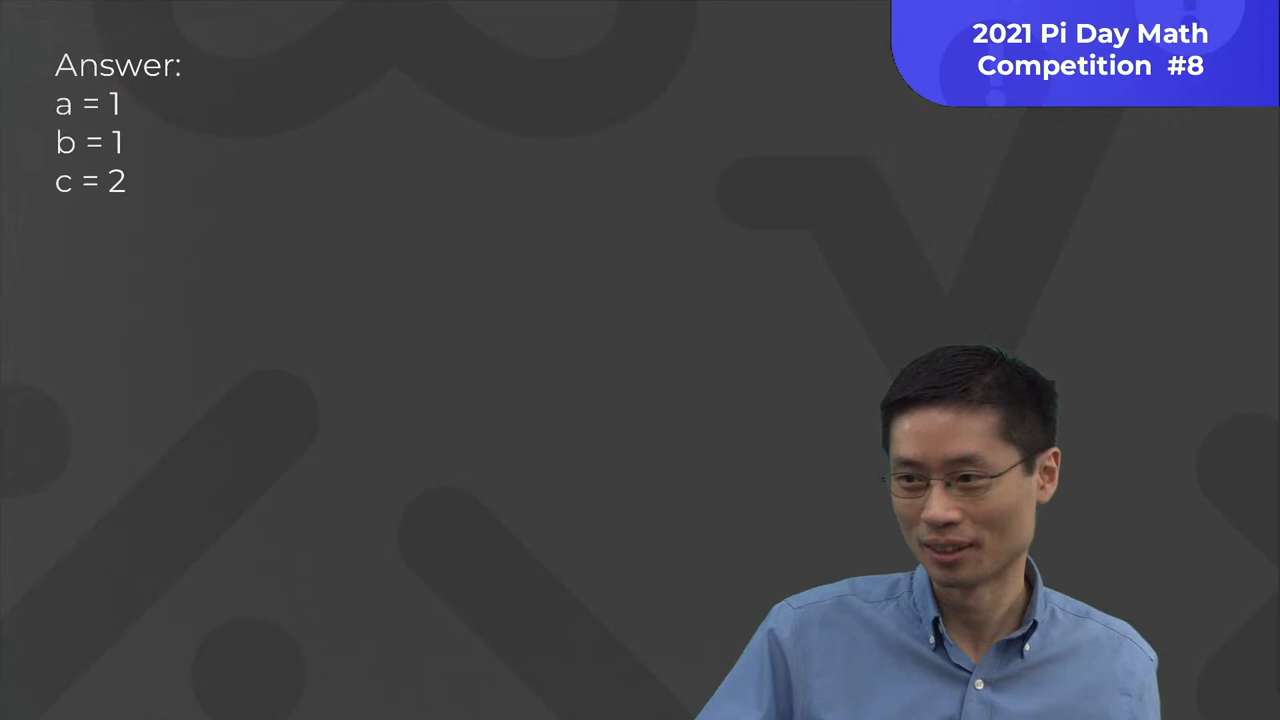 Answer:
a = 1
b = 1
c = 2
2021 Pi Day Math
Competition #8